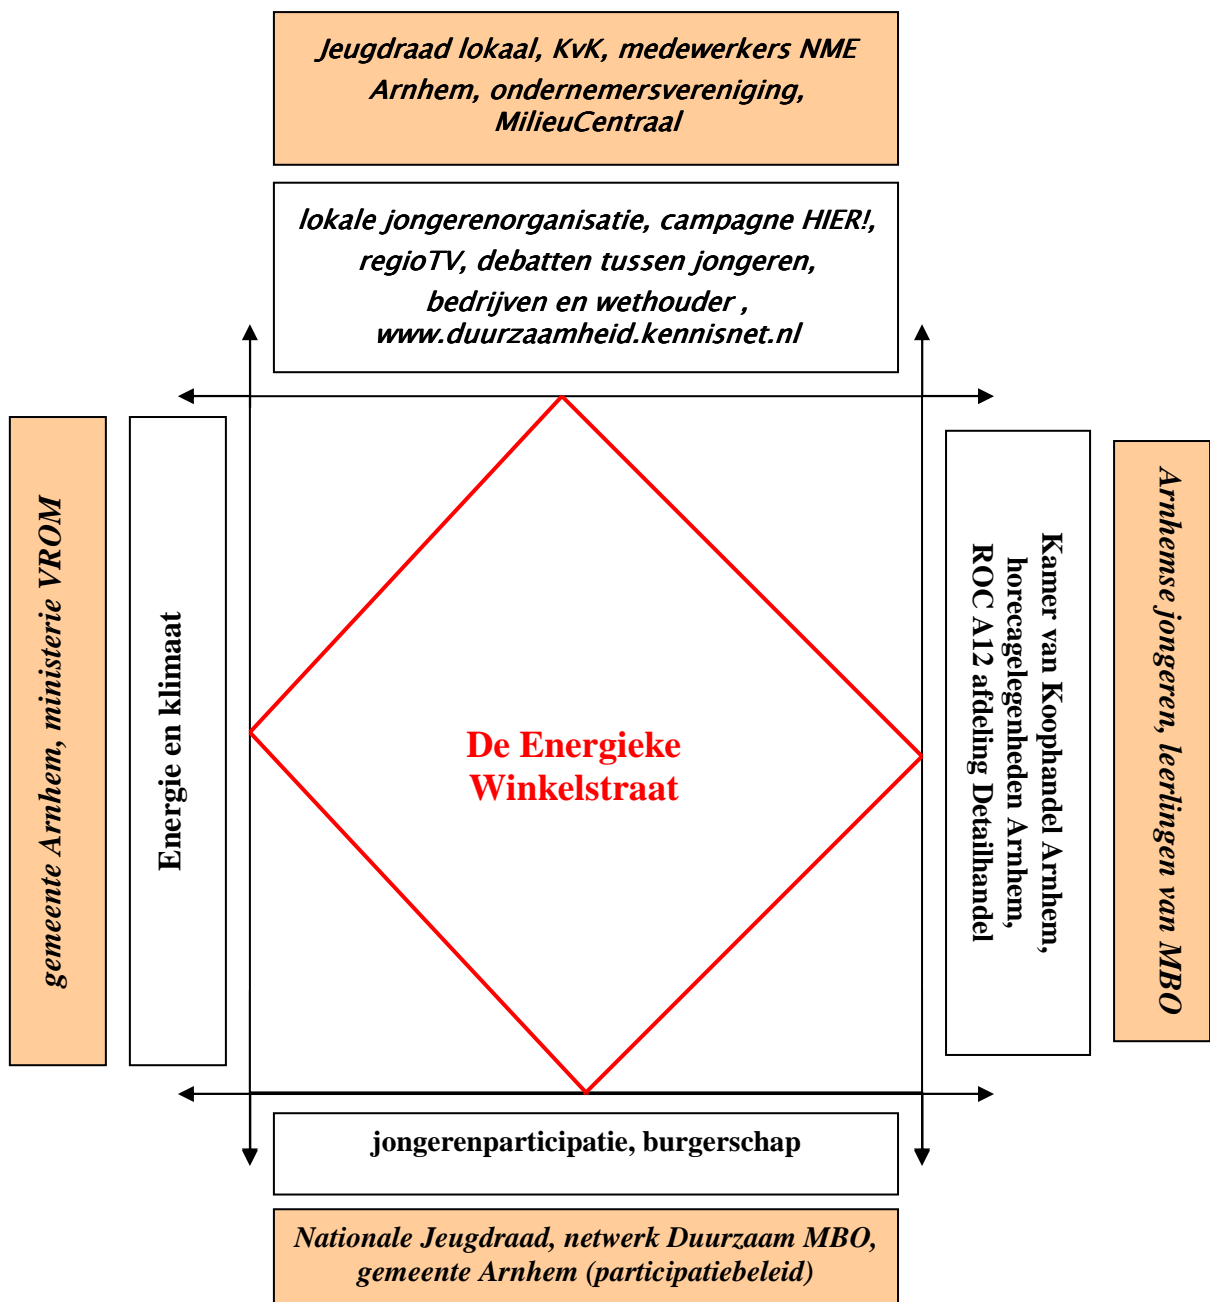 Jeugdraad lokaal, KvK, medewerkers NME
Arnhem, ondernemersvereniging,
MilieuCentraal
lokale jongerenorganisatie, campagne HIER!,
regioTV, debatten tussen jongeren,
bedrijven en wethouder ,
www.duurzaamheid.kennisnet.nl
gemeente Arnhem, ministerie VROM
Energie en klimaat
De Energieke
Winkelstraat
Kamer van Koophandel Arnhem,
horecagelegenheden Arnhem,
ROC A12 afdeling Detailhandel
Arnhemse jongeren, leerlingen van MBO
jongerenparticipatie, burgerschap
Nationale Jeugdraad, netwerk Duurzaam MBO,
gemeente Arnhem (participatiebeleid)